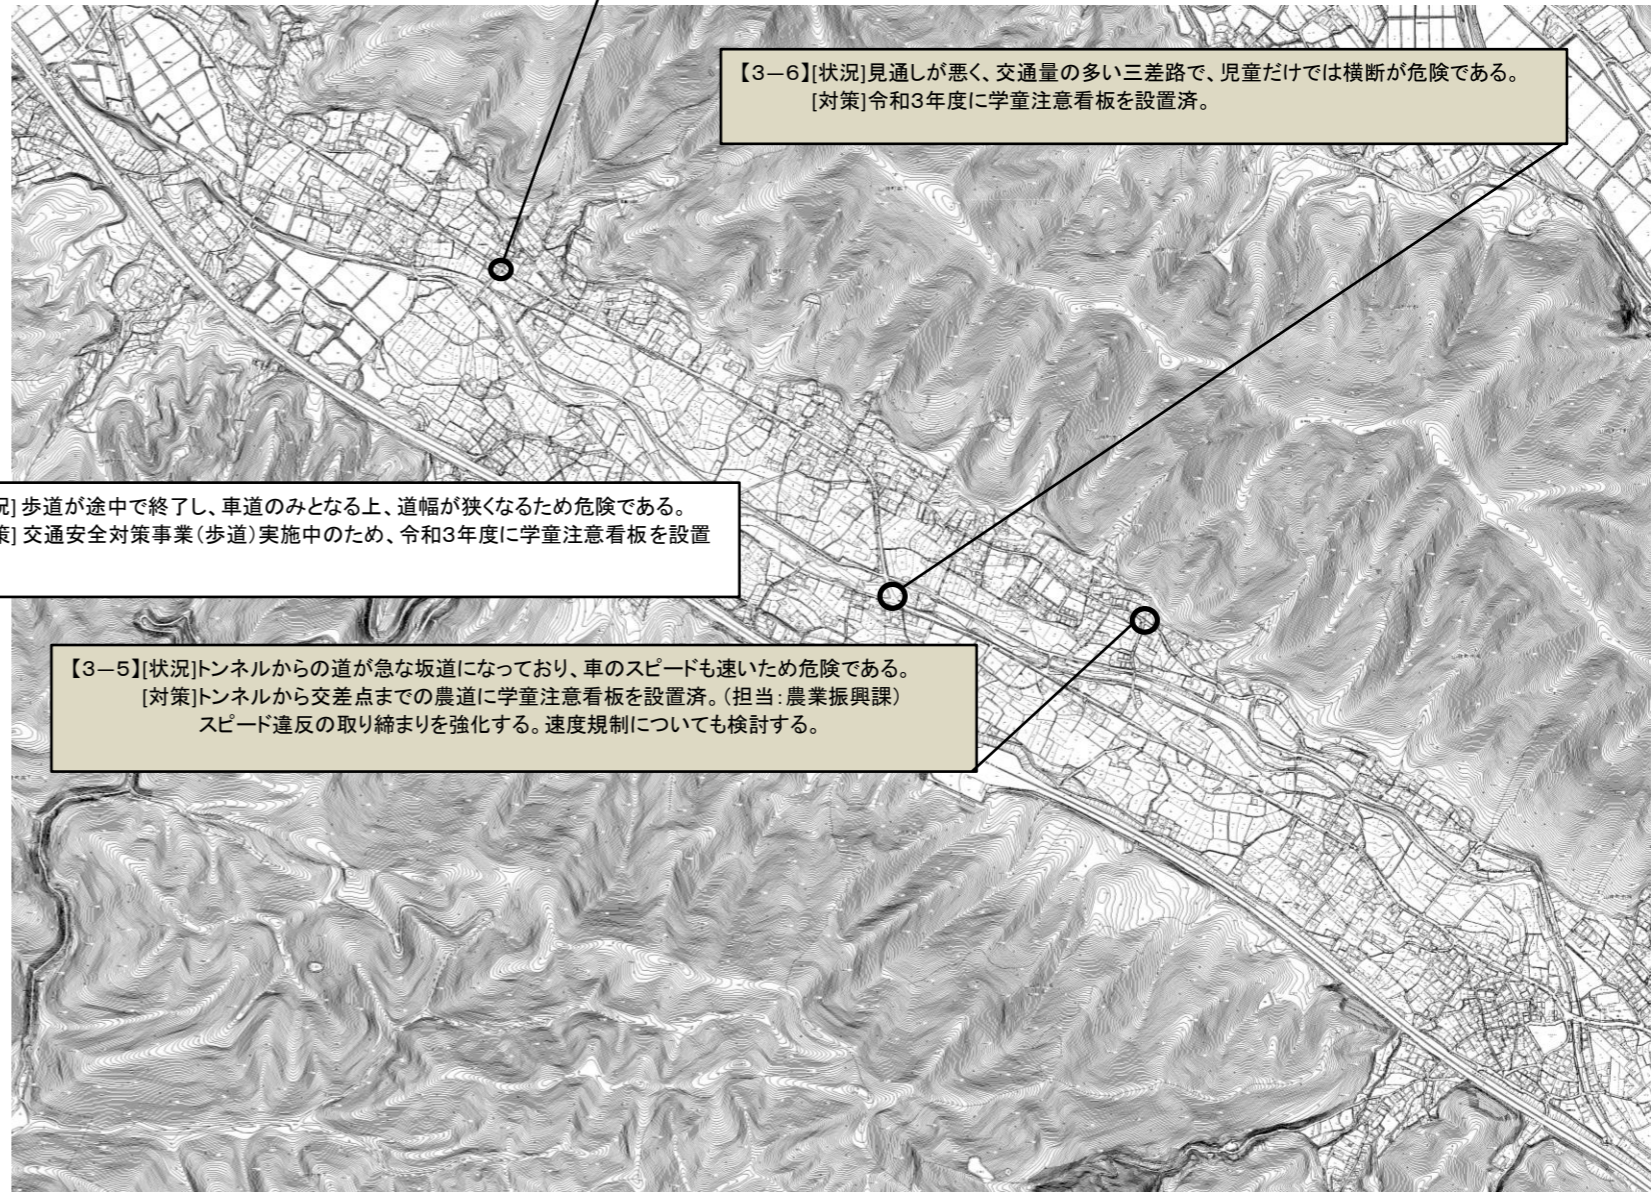 【3－6】[状況]見通しが悪く、交通量の多い三差路で、児童だけでは横断が危険である。
[対策]令和3年度に学童注意看板を設置済。
況] 歩道が途中で終了し、車道のみとなる上、道幅が狭くなるため危険である。
策] 交通安全対策事業（歩道）実施中のため、令和3年度に学童注意看板を設置
【3－5】[状況]トンネルからの道が急な坂道になっており、車のスピードも速いため危険である。
[対策]トンネルから交差点までの農道に学童注意看板を設置済。（担当：農業振興課）
スピード違反の取り締まりを強化する。速度規制についても検討する。